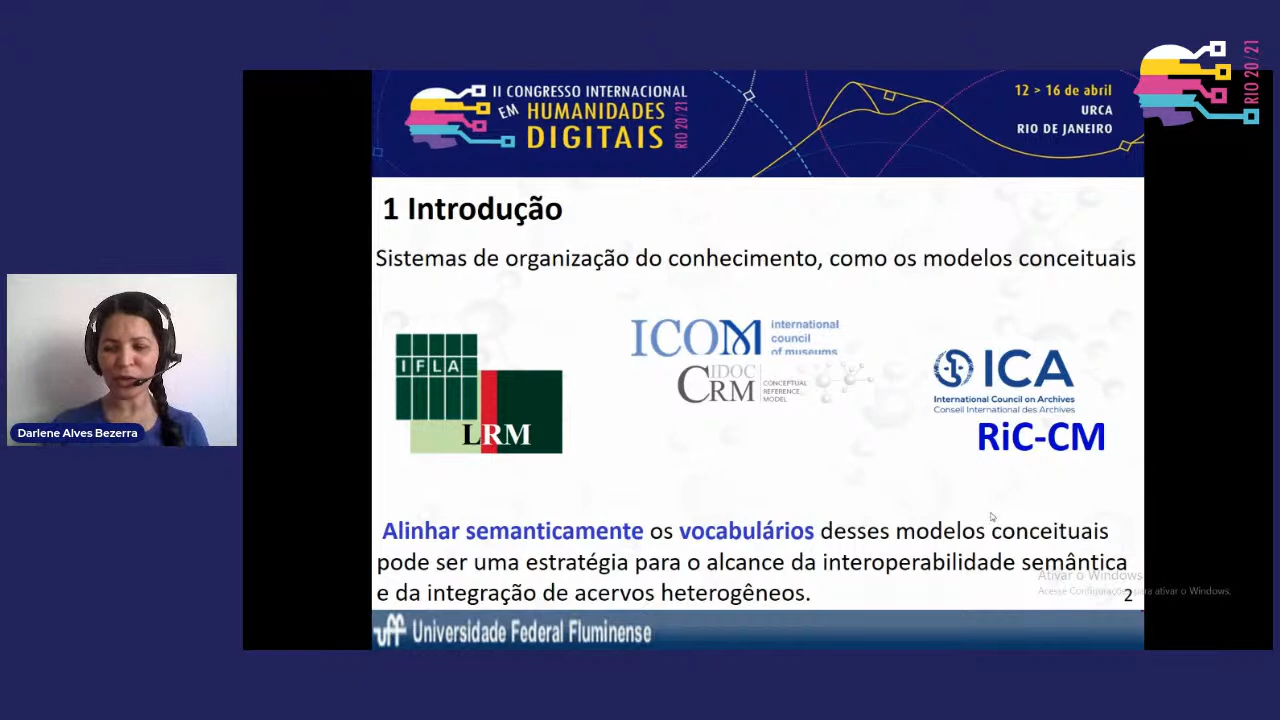 II CONGRESSO INTERNACIONAL
EM HUMANIDADES
DIGITAIS
RIO 20/21
12 > 16 de abril
URCA
RIO DE JANEIRO
RIO 20/21
1 Introdução
Sistemas de organização do conhecimento, como os modelos conceituais
IFLA
LRM
ICOM international
council
of museums
CIDOC
CRM
CONCEPTUAL
REFERENCE
MODEL
ICA
International Council on Archives
Conseil International des Archives
RiC-CM
Darlene Alves Bezerra
Alinhar semanticamente os vocabulários desses modelos conceituais
pode ser uma estratégia para o alcance da interoperabilidade semântica
e da integração de acervos heterogêneos.
Ativar o Windows
Acesse Configurações para ativar o Windows.
2
uff Universidade Federal Fluminense